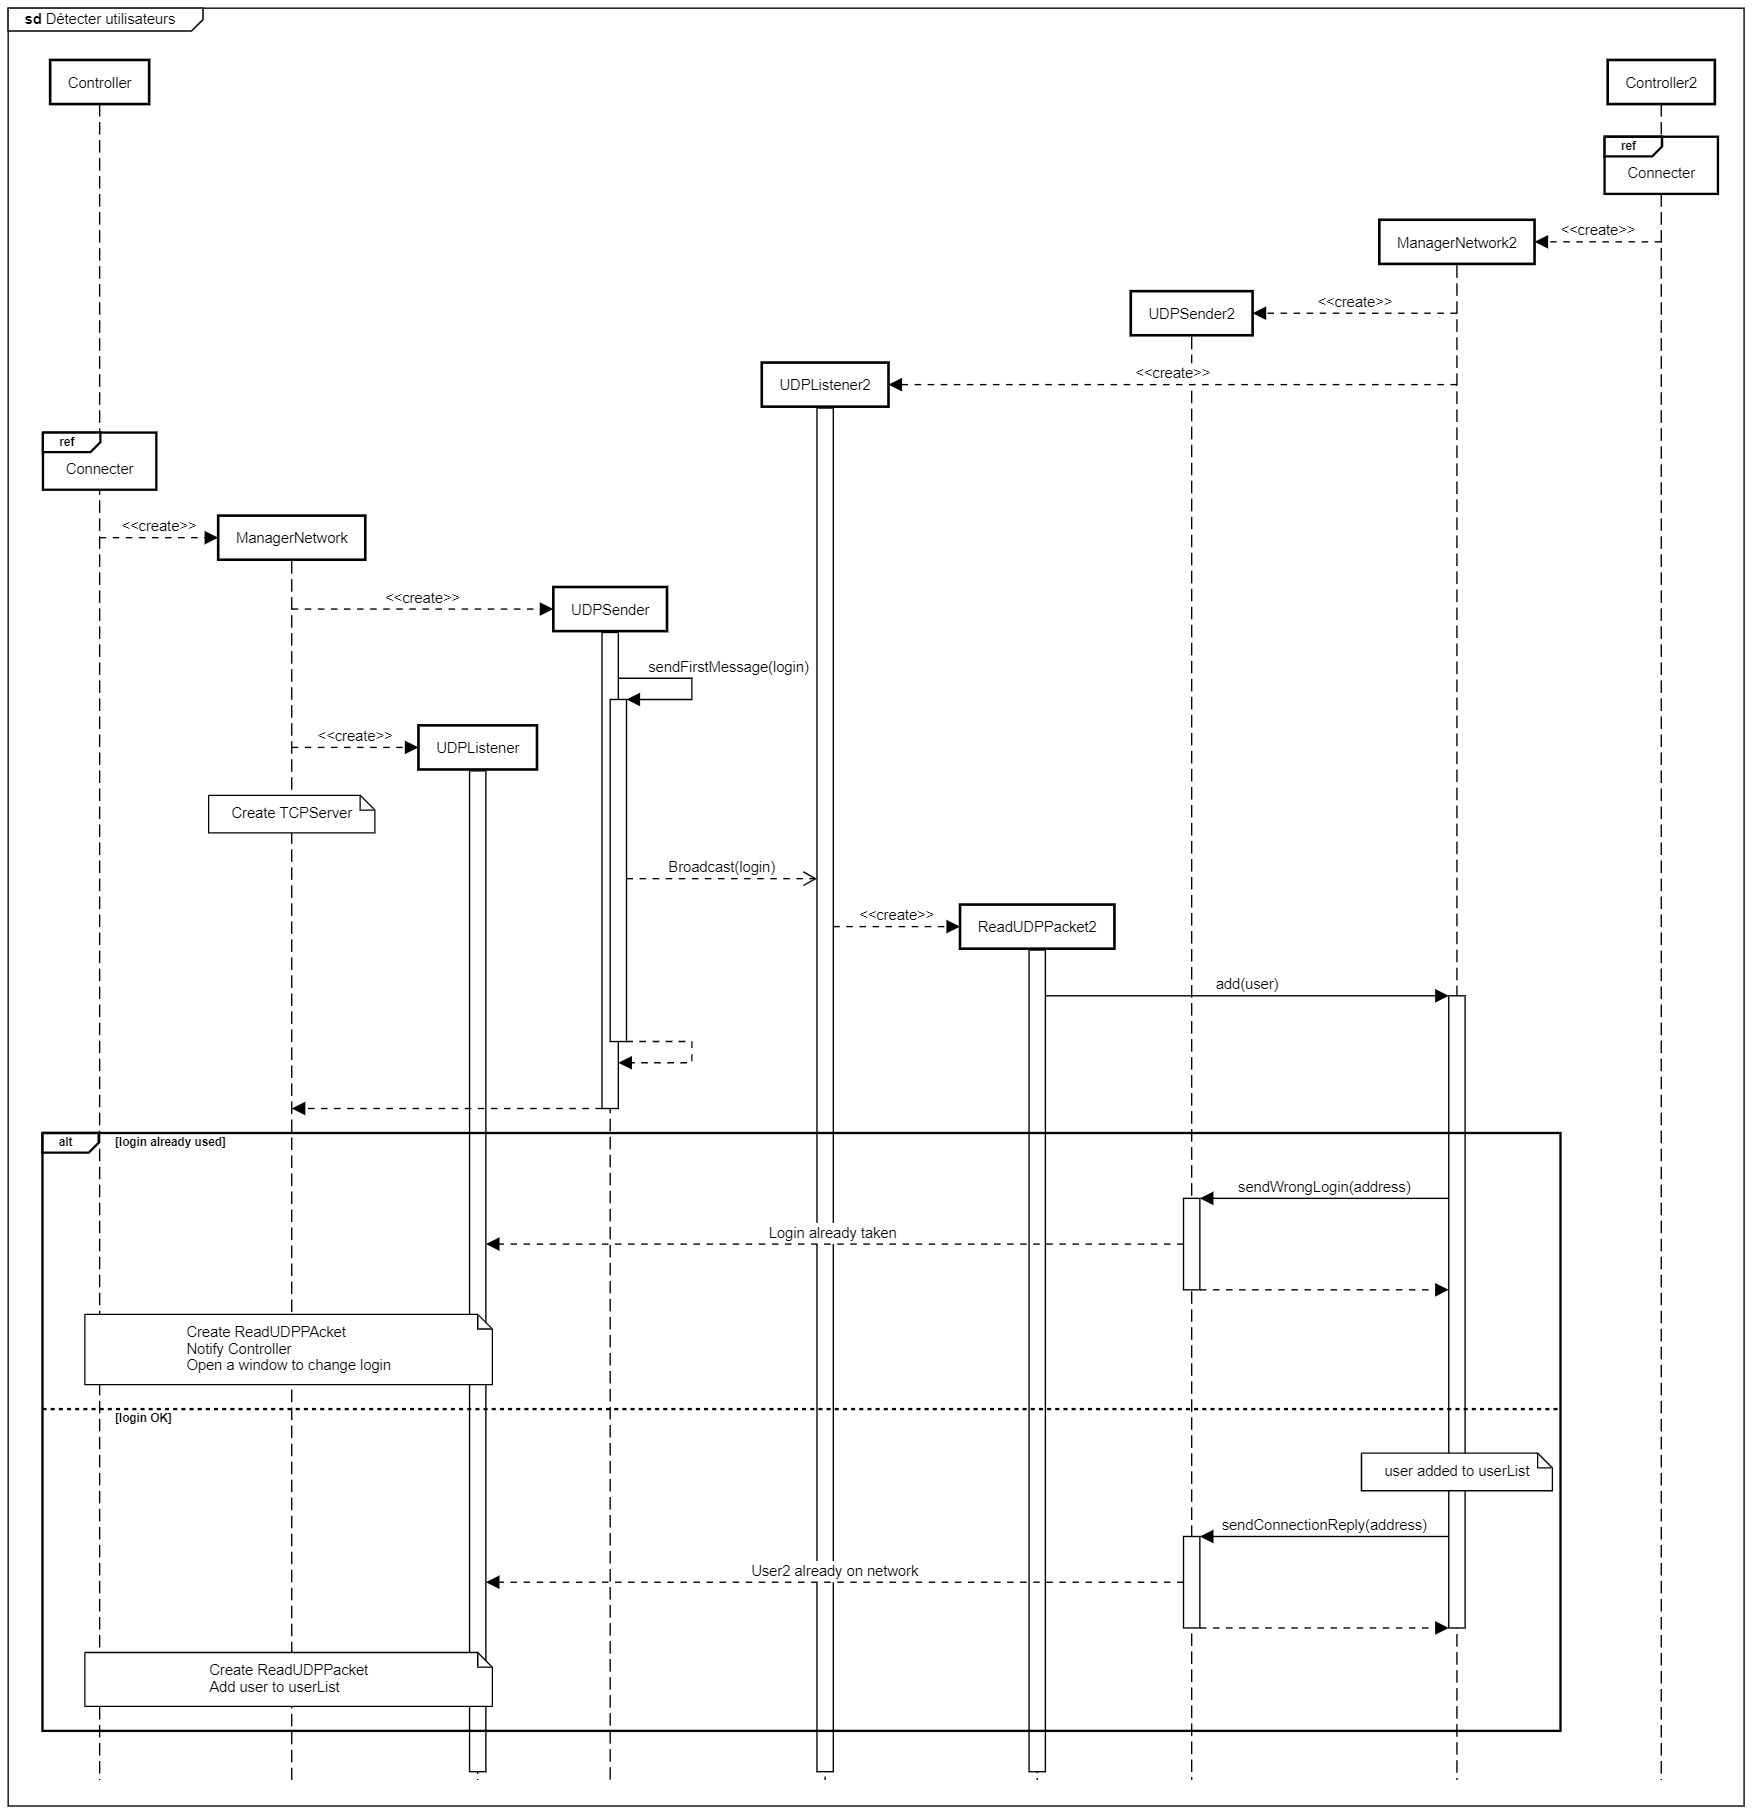 sd Détecter utilisateurs
Controller
Controller2
ref
Connecter
<<create>>
ManagerNetwork2
<<create>>
UDPSender2
<<create>>
UDPListener2
ref
Connecter
<<create>>
ManagerNetwork
<<create>>
UDPSender
sendFirstMessage(login)
<<create>>
UDPListener
Create TCPServer
Broadcast(login)
<<create>>
ReadUDPPacket2
add(user)
alt
[login already used]
sendWrongLogin(address)
Login already taken
Create ReadUDPPAcket
Notify Controller
Open a window to change login
[login OK]
user added to userList
sendConnectionReply(address)
User2 already on network
Create ReadUDPPacket
Add user to userList